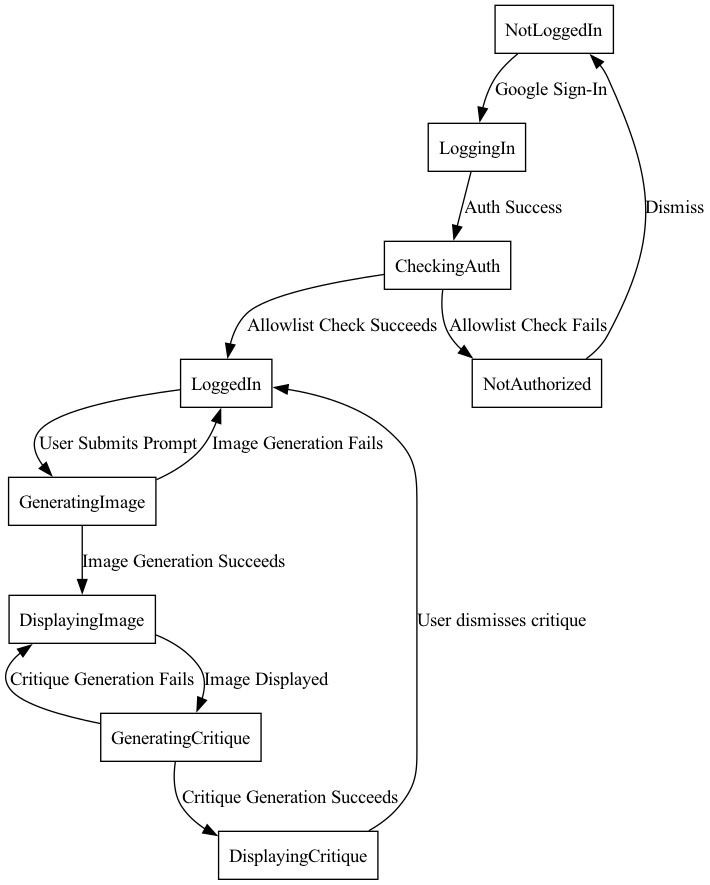 NotLoggedIn
Google Sign-In
LoggingIn
Auth Success
CheckingAuth
Allowlist Check Succeeds
Allowlist Check Fails
LoggedIn
NotAuthorized
Dismiss
User Submits Prompt
Image Generation Fails
GeneratingImage
Image Generation Succeeds
DisplayingImage
Critique Generation Fails
Image Displayed
GeneratingCritique
Critique Generation Succeeds
DisplayingCritique
User dismisses critique